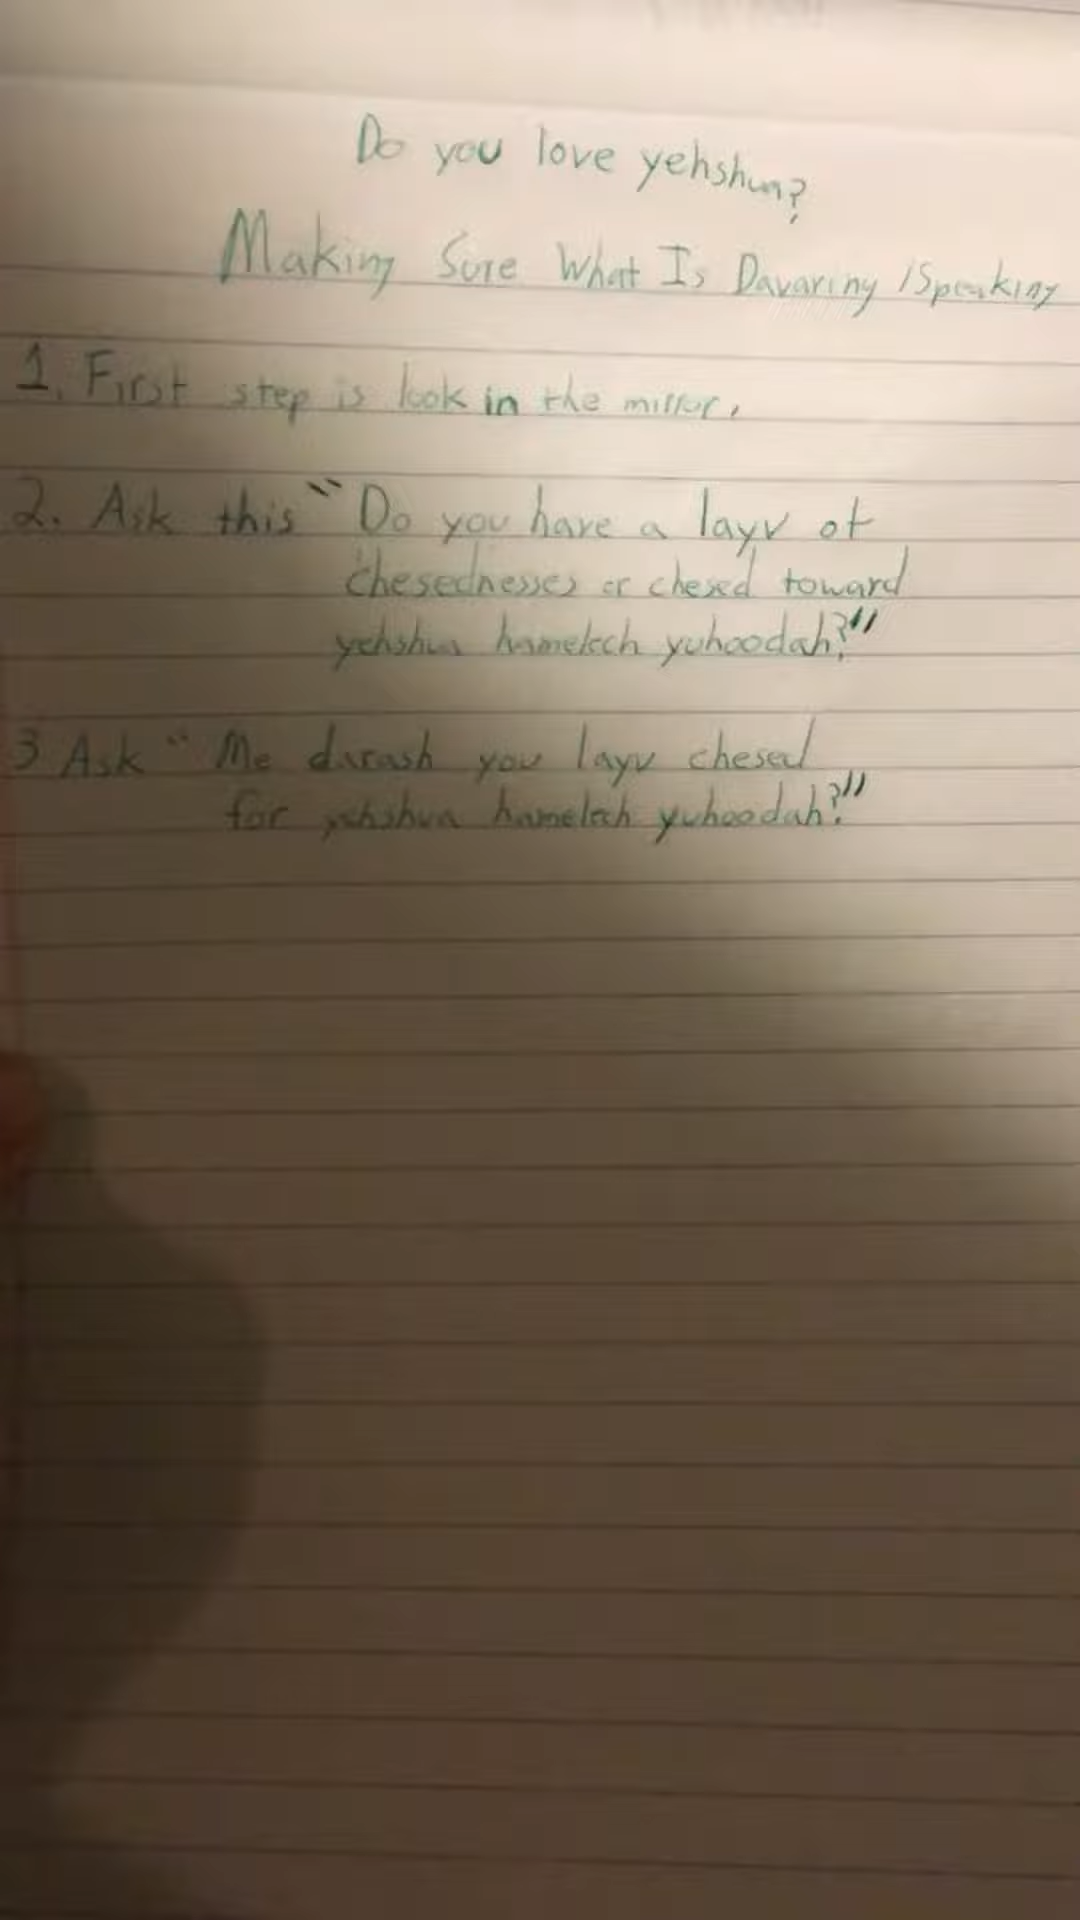 Do you love yehshua?
Making Sure What Is Davaring /Speaking
1. First step is look in the mirror,
2. Ask this "Do you have a layv of
chesednesses or chesed toward
yehshua hamelech yuhoodah?"
3 Ask "Me darash you layv chesed
for yehshua hamelech yuhoodah?"